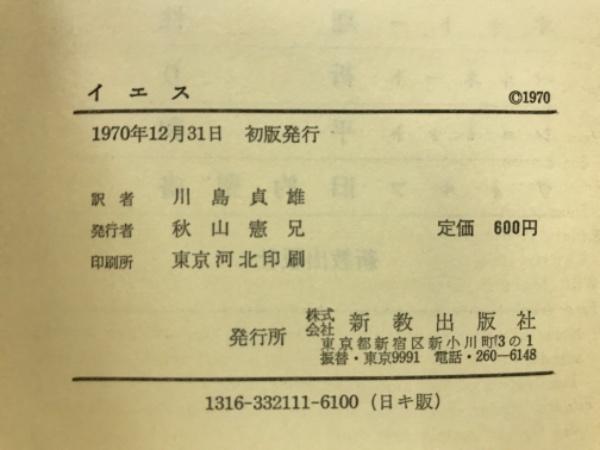 イエス
©1970
1970年12月31日 初版発行
訳者 川島貞雄
発行者 秋山憲兄 定価 600円
印刷所 東京河北印刷
発行所 株式会社 新教出版社
東京都新宿区新小川町3の1
振替・東京9991 電話・260-6148
1316-332111-6100（日キ販）